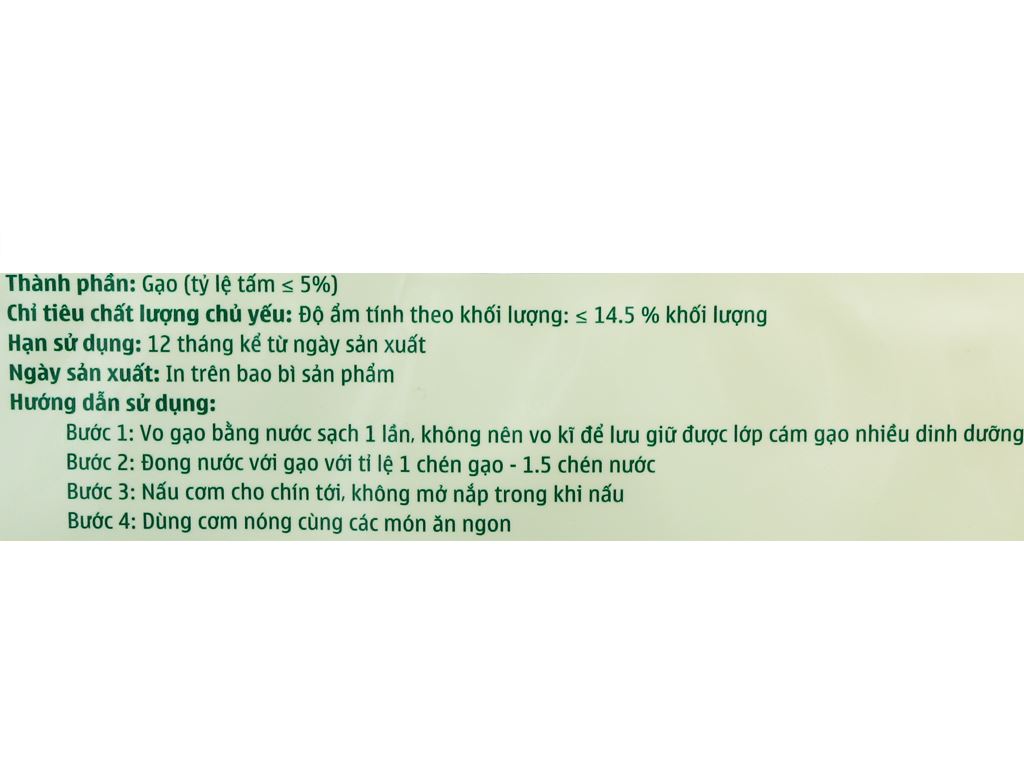 Thành phần: Gạo (tỷ lệ tấm ≤ 5%)
Chỉ tiêu chất lượng chủ yếu: Độ ẩm tính theo khối lượng: ≤ 14.5 % khối lượng
Hạn sử dụng: 12 tháng kể từ ngày sản xuất
Ngày sản xuất: In trên bao bì sản phẩm
Hướng dẫn sử dụng:
Bước 1: Vo gạo bằng nước sạch 1 lần, không nên vo kĩ để lưu giữ được lớp cám gạo nhiều dinh dưỡng
Bước 2: Đong nước với gạo với tỉ lệ 1 chén gạo - 1.5 chén nước
Bước 3: Nấu cơm cho chín tới, không mở nắp trong khi nấu
Bước 4: Dùng cơm nóng cùng các món ăn ngon